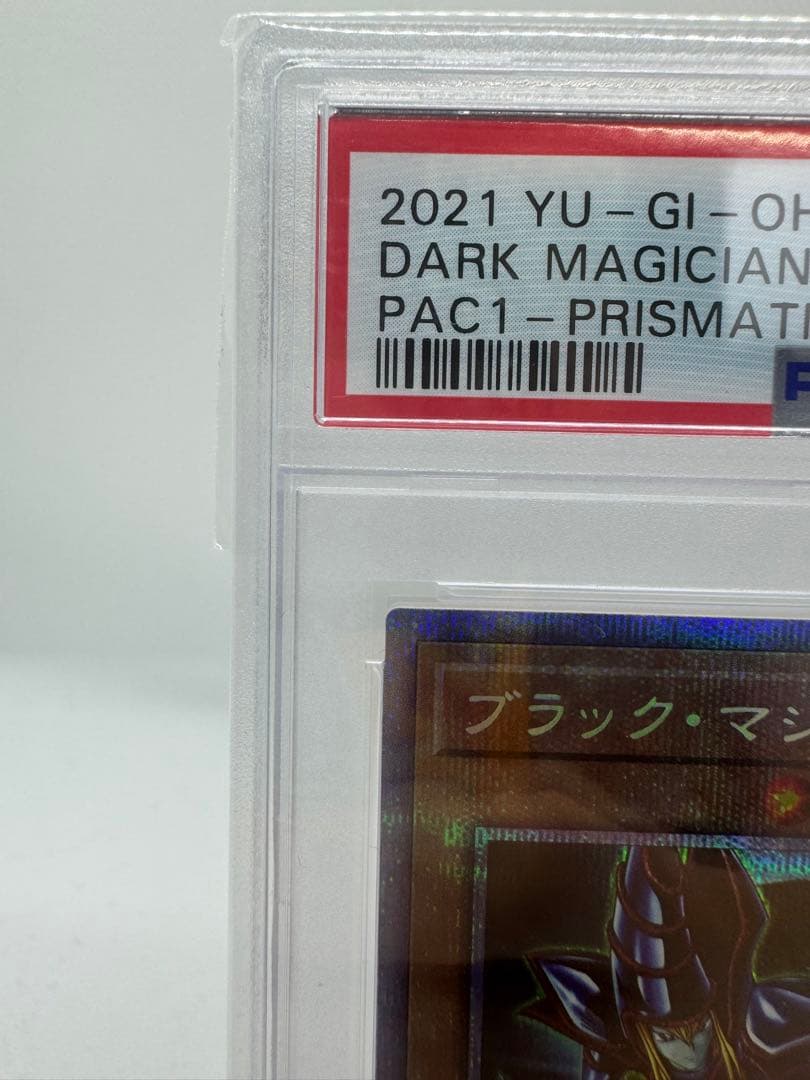 2021 YU-GI-OH
DARK MAGICIAN
PAC1-PRISMATI
ブラック・マジ